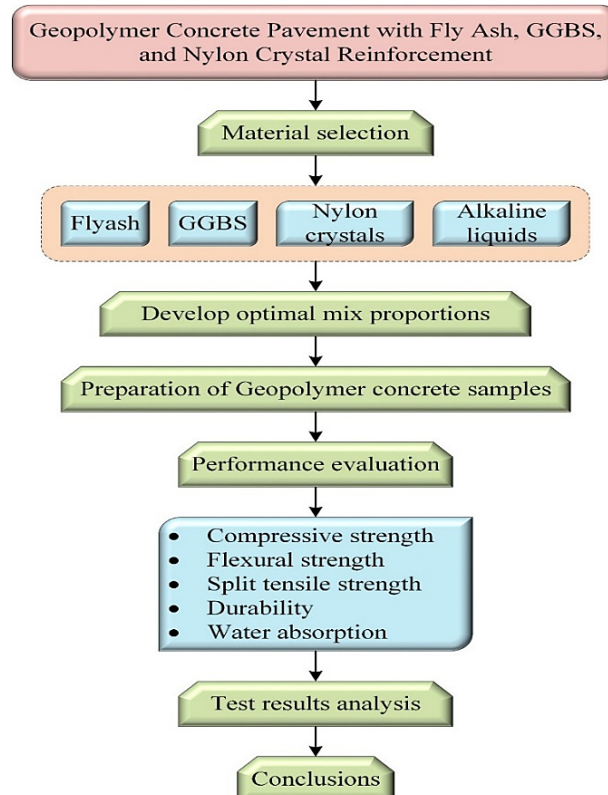 Geopolymer Concrete Pavement with Fly Ash, GGBS,
and Nylon Crystal Reinforcement
Material selection
Flyash
GGBS
Nylon
crystals
Alkaline
liquids
Develop optimal mix proportions
Preparation of Geopolymer concrete samples
Performance evaluation
• Compressive strength
• Flexural strength
• Split tensile strength
• Durability
• Water absorption
Test results analysis
Conclusions